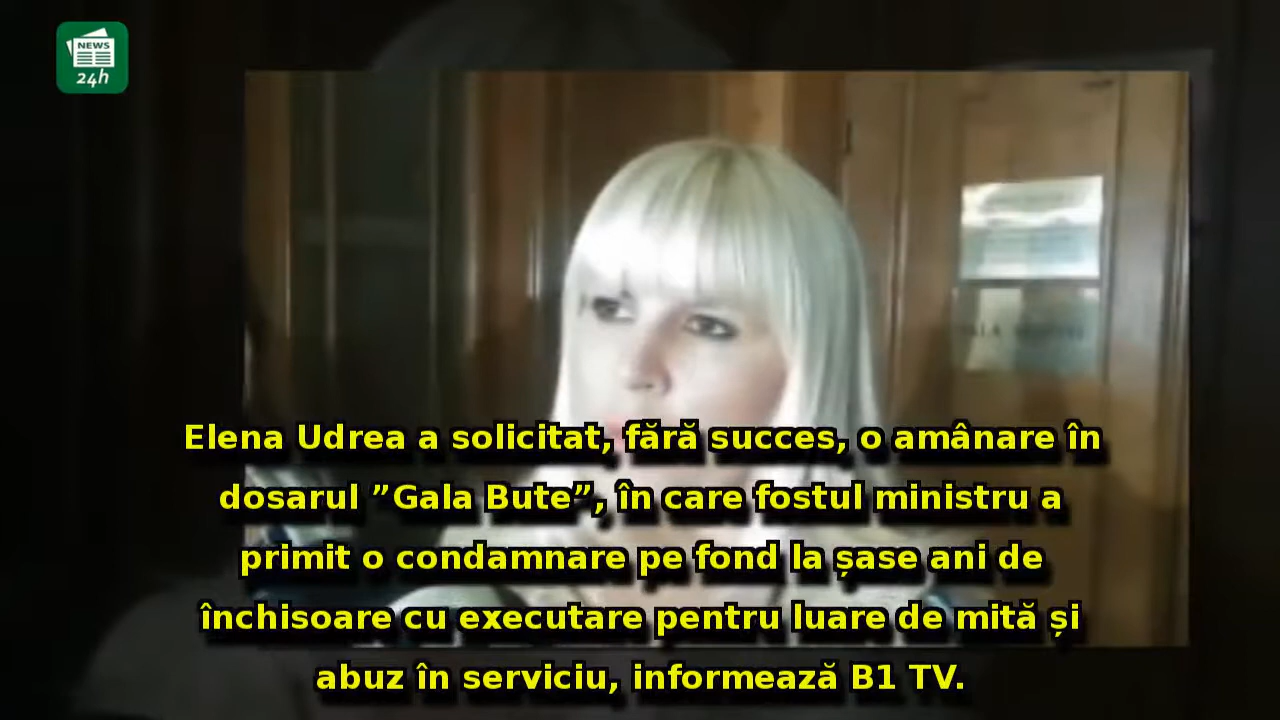 NEWS
24h
Elena Udrea a solicitat, fără succes, o amânare în
dosarul ”Gala Bute”, în care fostul ministru a
primit o condamnare pe fond la șase ani de
închisoare cu executare pentru luare de mită și
abuz în serviciu, informează B1 TV.